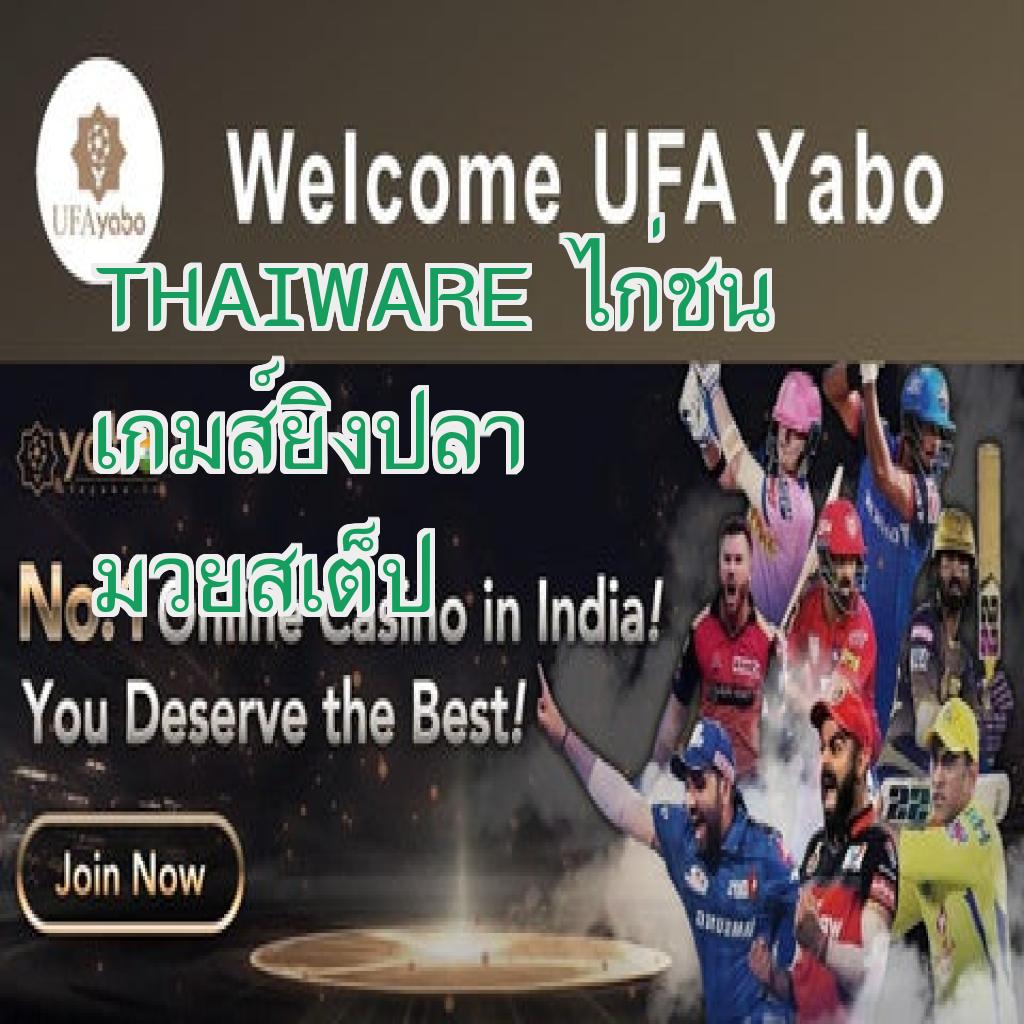 Welcome UFA Yabo
UFAyabo
THAIWARE ไก่ชน
เกมส์ยิงปลา
มวยสเต็ป
No.1 Online Casino in India!
You Deserve the Best!
Join Now
22